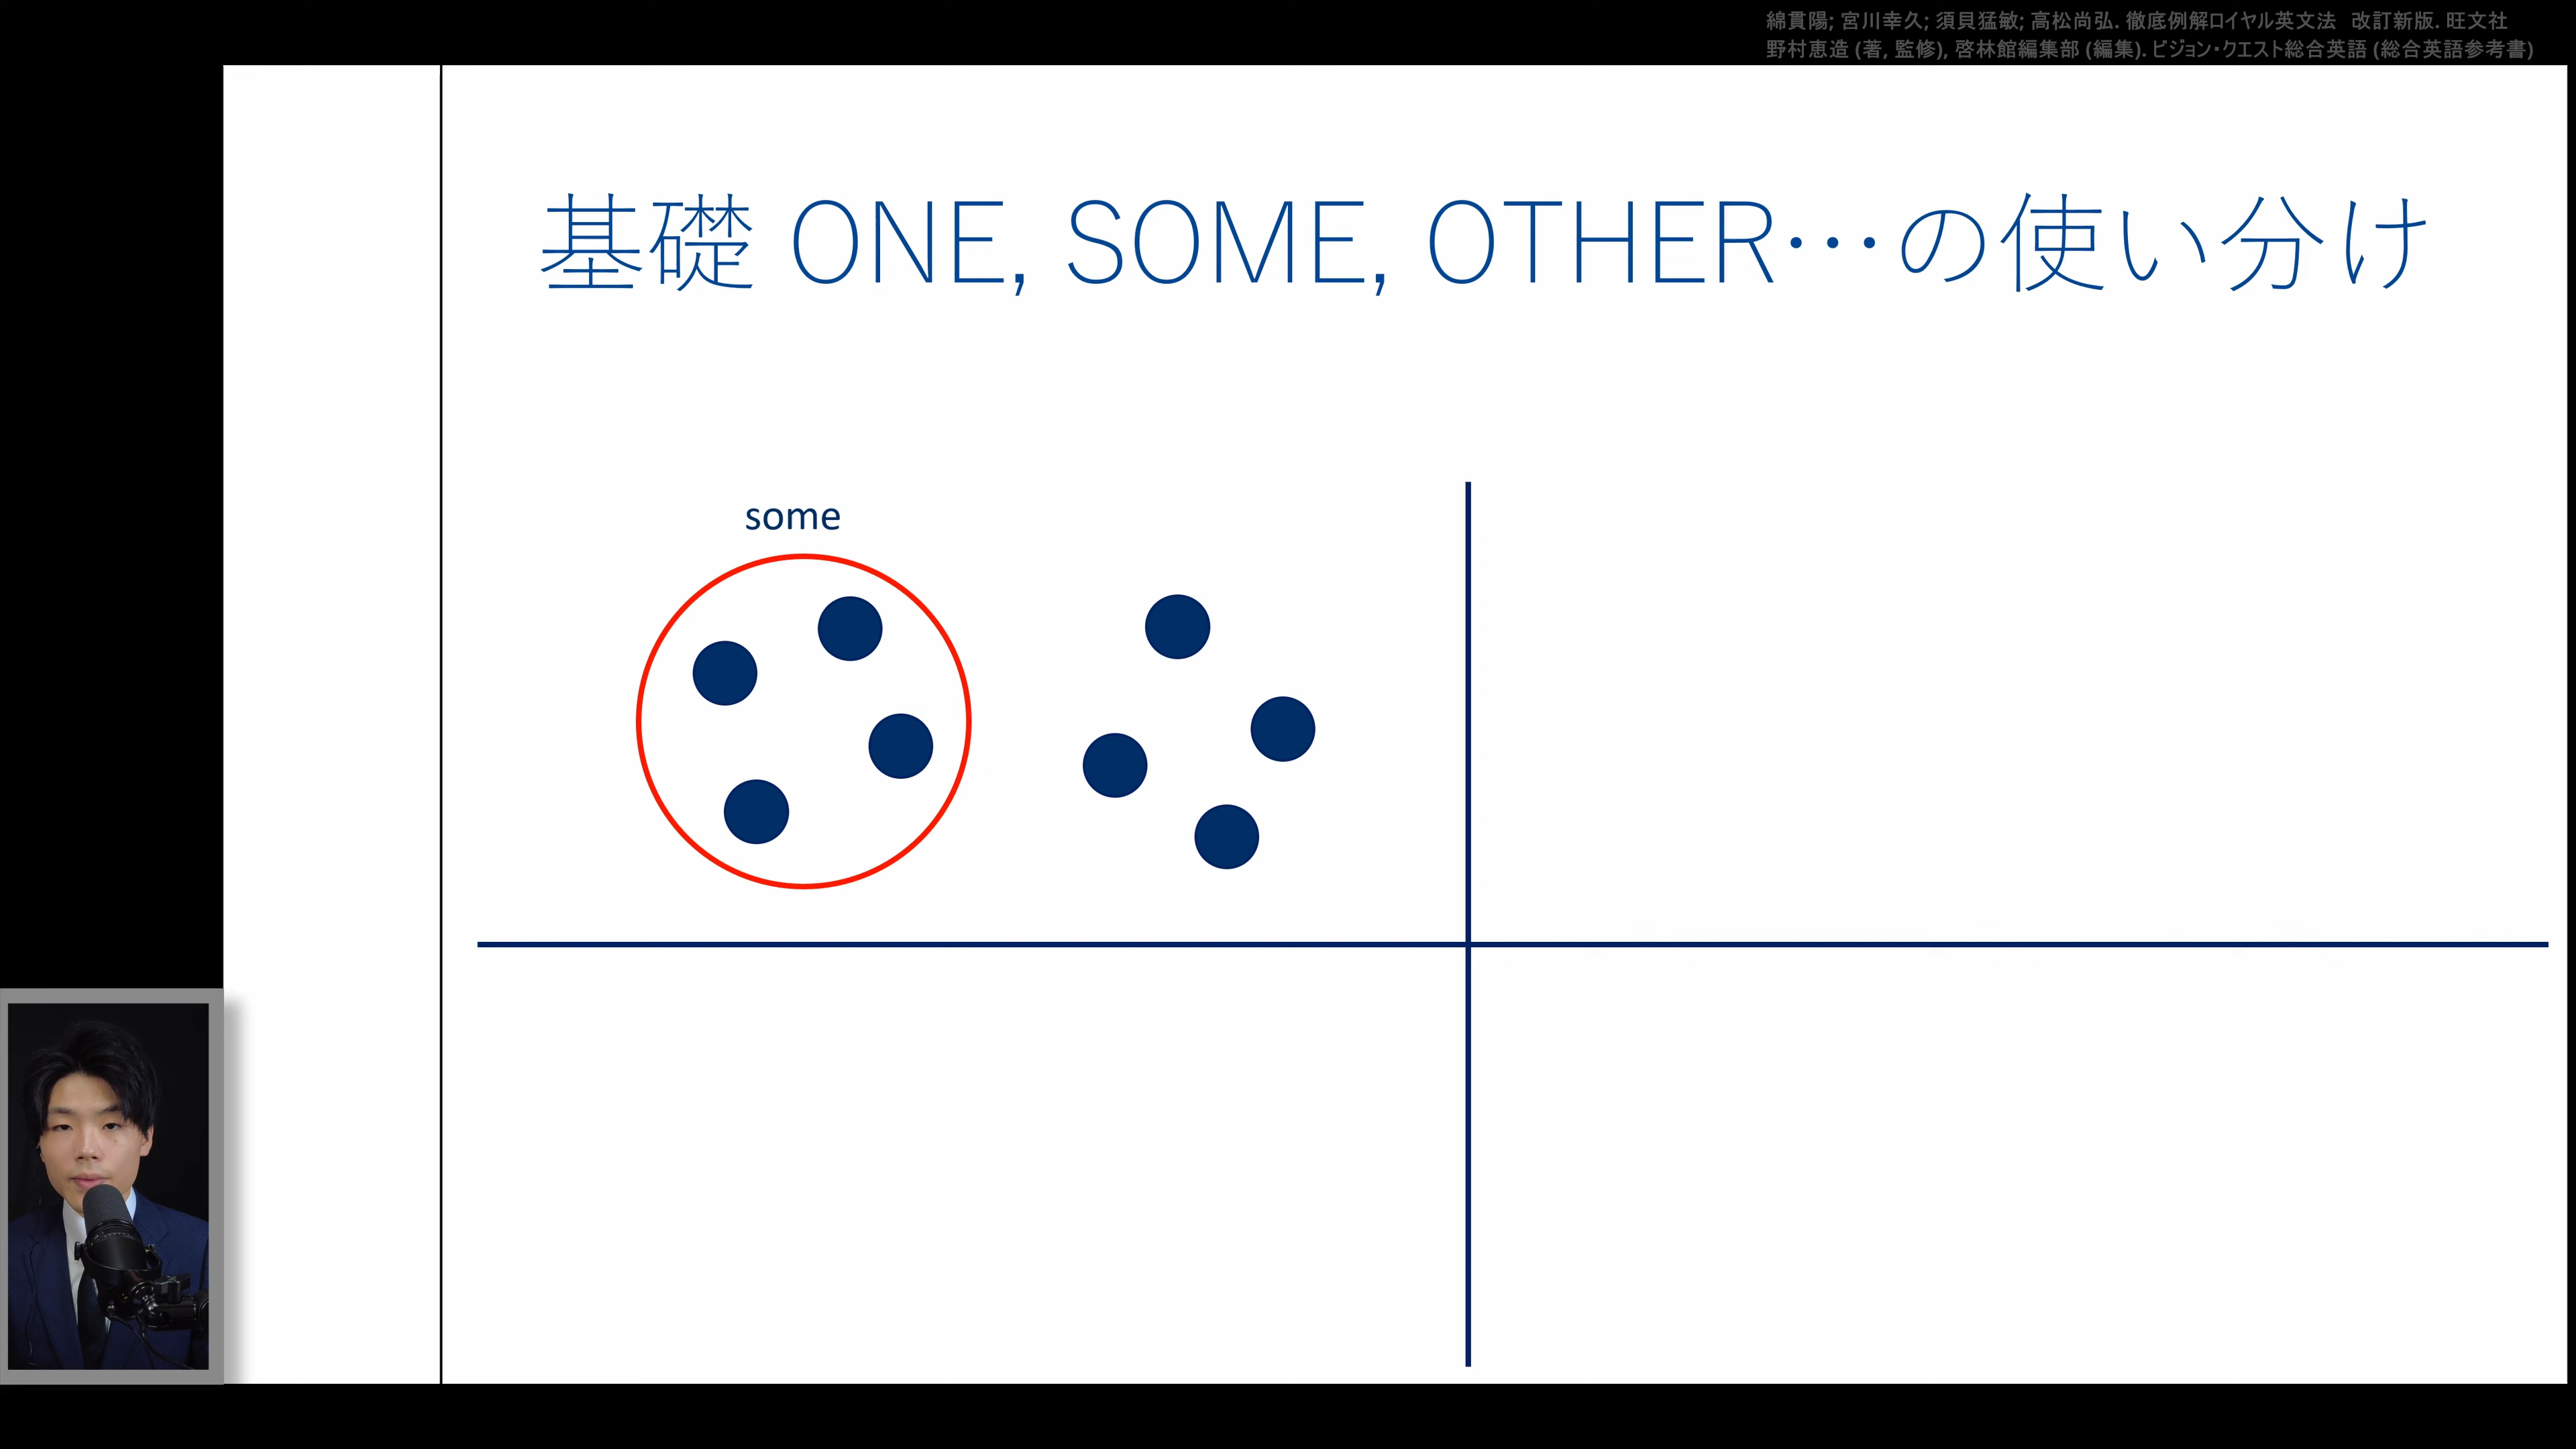 綿貫陽; 宮川幸久; 須貝猛敏; 高松尚弘. 徹底例解ロイヤル英文法　改訂新版. 旺文社
野村恵造 (著, 監修), 啓林館編集部 (編集). ビジョン・クエスト総合英語 (総合英語参考書)
基礎 ONE, SOME, OTHER…の使い分け
some